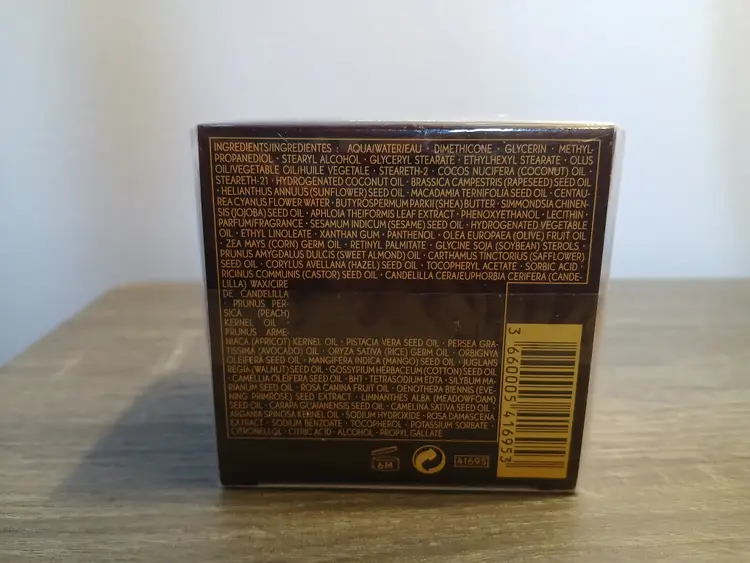 INGREDIENTS/INGREDIENTES : AQUA/WATER/EAU · DIMETHICONE · GLYCERIN · METHYL-
PROPANEDIOL · STEARYL ALCOHOL · GLYCERYL STEARATE · ETHYLHEXYL STEARATE · OLUS
OIL/VEGETABLE OIL/HUILE VEGETALE · STEARETH-2 · COCOS NUCIFERA (COCONUT) OIL ·
STEARETH-21 · HYDROGENATED COCONUT OIL · BRASSICA CAMPESTRIS (RAPESEED) SEED OIL
· HELIANTHUS ANNUUS (SUNFLOWER) SEED OIL · MACADAMIA TERNIFOLIA SEED OIL · CENTAU-
REA CYANUS FLOWER WATER · BUTYROSPERMUM PARKII (SHEA) BUTTER · SIMMONDSIA CHINEN-
SIS (JOJOBA) SEED OIL · APHLOIA THEIFORMIS LEAF EXTRACT · PHENOXYETHANOL · LECITHIN ·
PARFUM/FRAGRANCE · SESAMUM INDICUM (SESAME) SEED OIL · HYDROGENATED VEGETABLE
OIL · ETHYL LINOLEATE · XANTHAN GUM · PANTHENOL · OLEA EUROPAEA (OLIVE) FRUIT OIL
· ZEA MAYS (CORN) GERM OIL · RETINYL PALMITATE · GLYCINE SOJA (SOYBEAN) STEROLS ·
PRUNUS AMYGDALUS DULCIS (SWEET ALMOND) OIL · CARTHAMUS TINCTORIUS (SAFFLOWER)
SEED OIL · CORYLUS AVELLANA (HAZEL) SEED OIL · TOCOPHERYL ACETATE · SORBIC ACID ·
RICINUS COMMUNIS (CASTOR) SEED OIL · CANDELILLA CERA/EUPHORBIA CERIFERA (CANDE-
LILLA) WAX/CIRE
DE CANDELILLA
· PRUNUS PER-
SICA (PEACH)
KERNEL OIL ·
PRUNUS ARME-
NIACA (APRICOT) KERNEL OIL · PISTACIA VERA SEED OIL · PERSEA GRA-
TISSIMA (AVOCADO) OIL · ORYZA SATIVA (RICE) GERM OIL · ORBIGNYA
OLEIFERA SEED OIL · MANGIFERA INDICA (MANGO) SEED OIL · JUGLANS
REGIA (WALNUT) SEED OIL · GOSSYPIUM HERBACEUM (COTTON) SEED OIL
· CAMELLIA OLEIFERA SEED OIL · BHT · TETRASODIUM EDTA · SILYBUM MA-
RIANUM SEED OIL · ROSA CANINA FRUIT OIL · OENOTHERA BIENNIS (EVE-
NING PRIMROSE) SEED EXTRACT · LIMNANTHES ALBA (MEADOWFOAM)
SEED OIL · CARAPA GUAIANENSIS SEED OIL · CAMELINA SATIVA SEED OIL ·
ARGANIA SPINOSA KERNEL OIL · SODIUM HYDROXIDE · ROSA DAMASCENA
EXTRACT · SODIUM BENZOATE · TOCOPHEROL · POTASSIUM SORBATE ·
CITRONELLOL · CITRIC ACID · ALCOHOL · PROPYL GALLATE
6M
41695
3 660005 416953